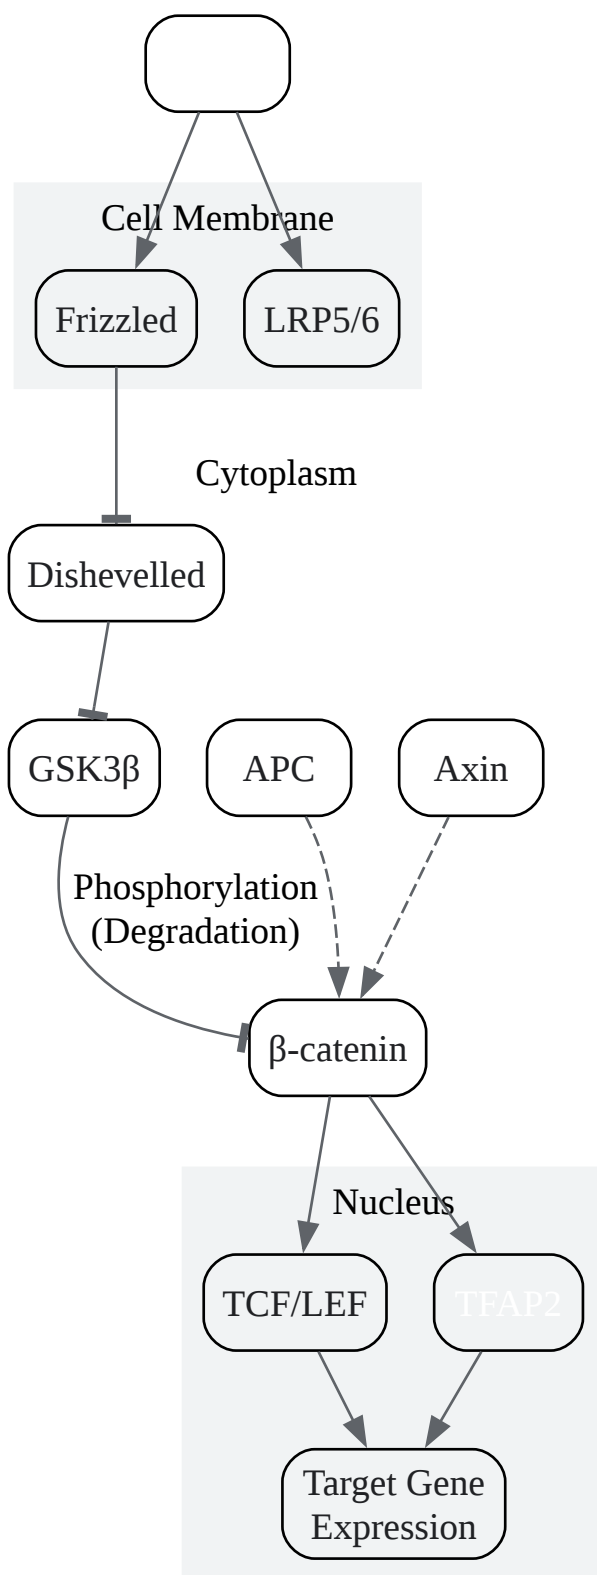 Cell Membrane
Frizzled
LRP5/6
Cytoplasm
Dishevelled
GSK3β
APC
Axin
Phosphorylation
(Degradation)
β-catenin
Nucleus
TCF/LEF
TFAP2
Target Gene
Expression